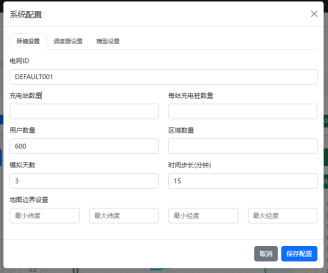 系统配置
环境设置 调度器设置 模型设置
电网ID
DEFAULT001
充电站数量 每站充电桩数量
用户数量 区域数量
600
模拟天数 时间步长(分钟)
3 15
地图边界设置
最小纬度 最大纬度 最小经度 最大经度
取消 保存配置